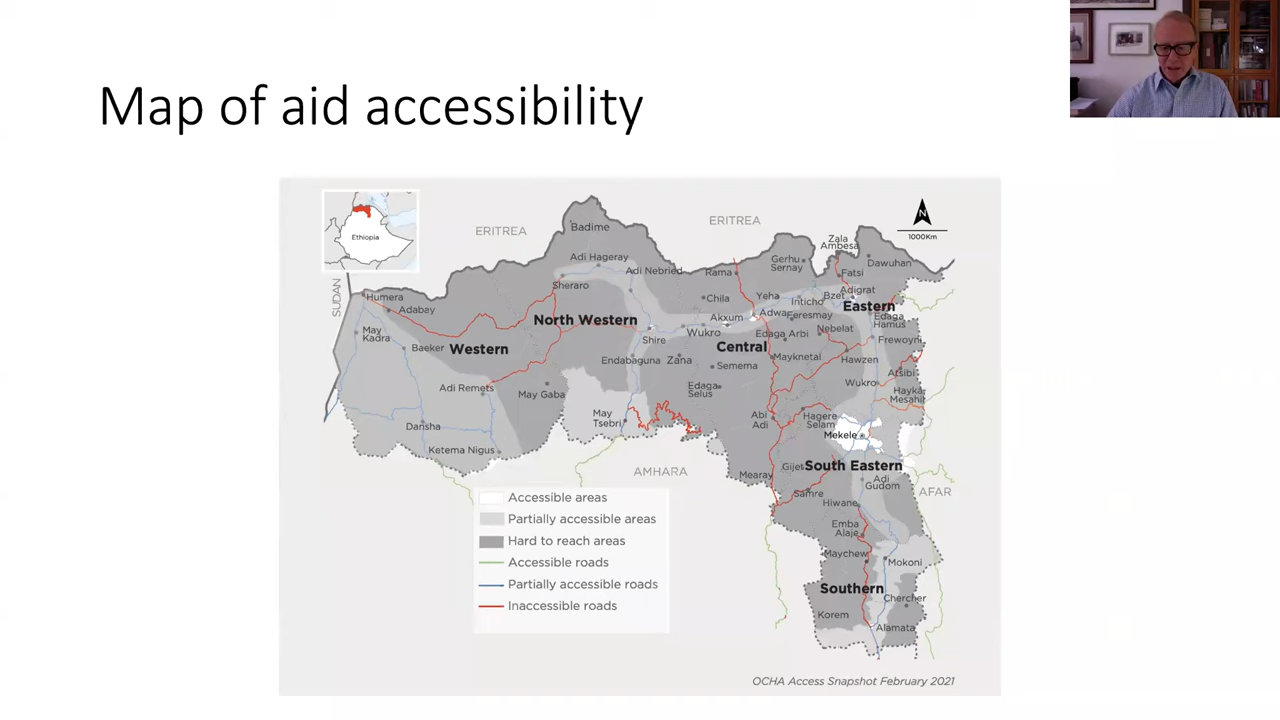 Map of aid accessibility
ERITREA
ERITREA
N
1000Km
Ethiopia
SUDAN
Badime
Adi Hageray
Adi Nebried
Sheraro
Rama
Gerhu
Sernay
Zala
Ambesa
Dawuhan
Fatsi
Humera
Adabay
Chila
Yeha
Inticho
Bzet
Adigrat
Eastern
North Western
Akxum
Adwa
Feresmay
Edaga
Hamus
May
Kadra
Baeker
Western
Shire
Wukro
Central
Edaga Arbi
Nebelat
Frewoyni
Endabaguna
Zana
Semema
Mayknetal
Hawzen
Atsibi
Adi Remets
May Gaba
Edaga
Selus
Wukro
Hayka
Mesahil
May
Tsebri
Abi
Adi
Hagere
Selam
Mekele
Dansha
Ketema Nigus
AMHARA
Mearay
Gijet
South Eastern
Adi
Gudom
AFAR
Samre
Hiwane
Emba
Alaje
Maychew
Mokoni
Southern
Chercher
Korem
Alamata
Accessible areas
Partially accessible areas
Hard to reach areas
Accessible roads
Partially accessible roads
Inaccessible roads
OCHA Access Snapshot February 2021